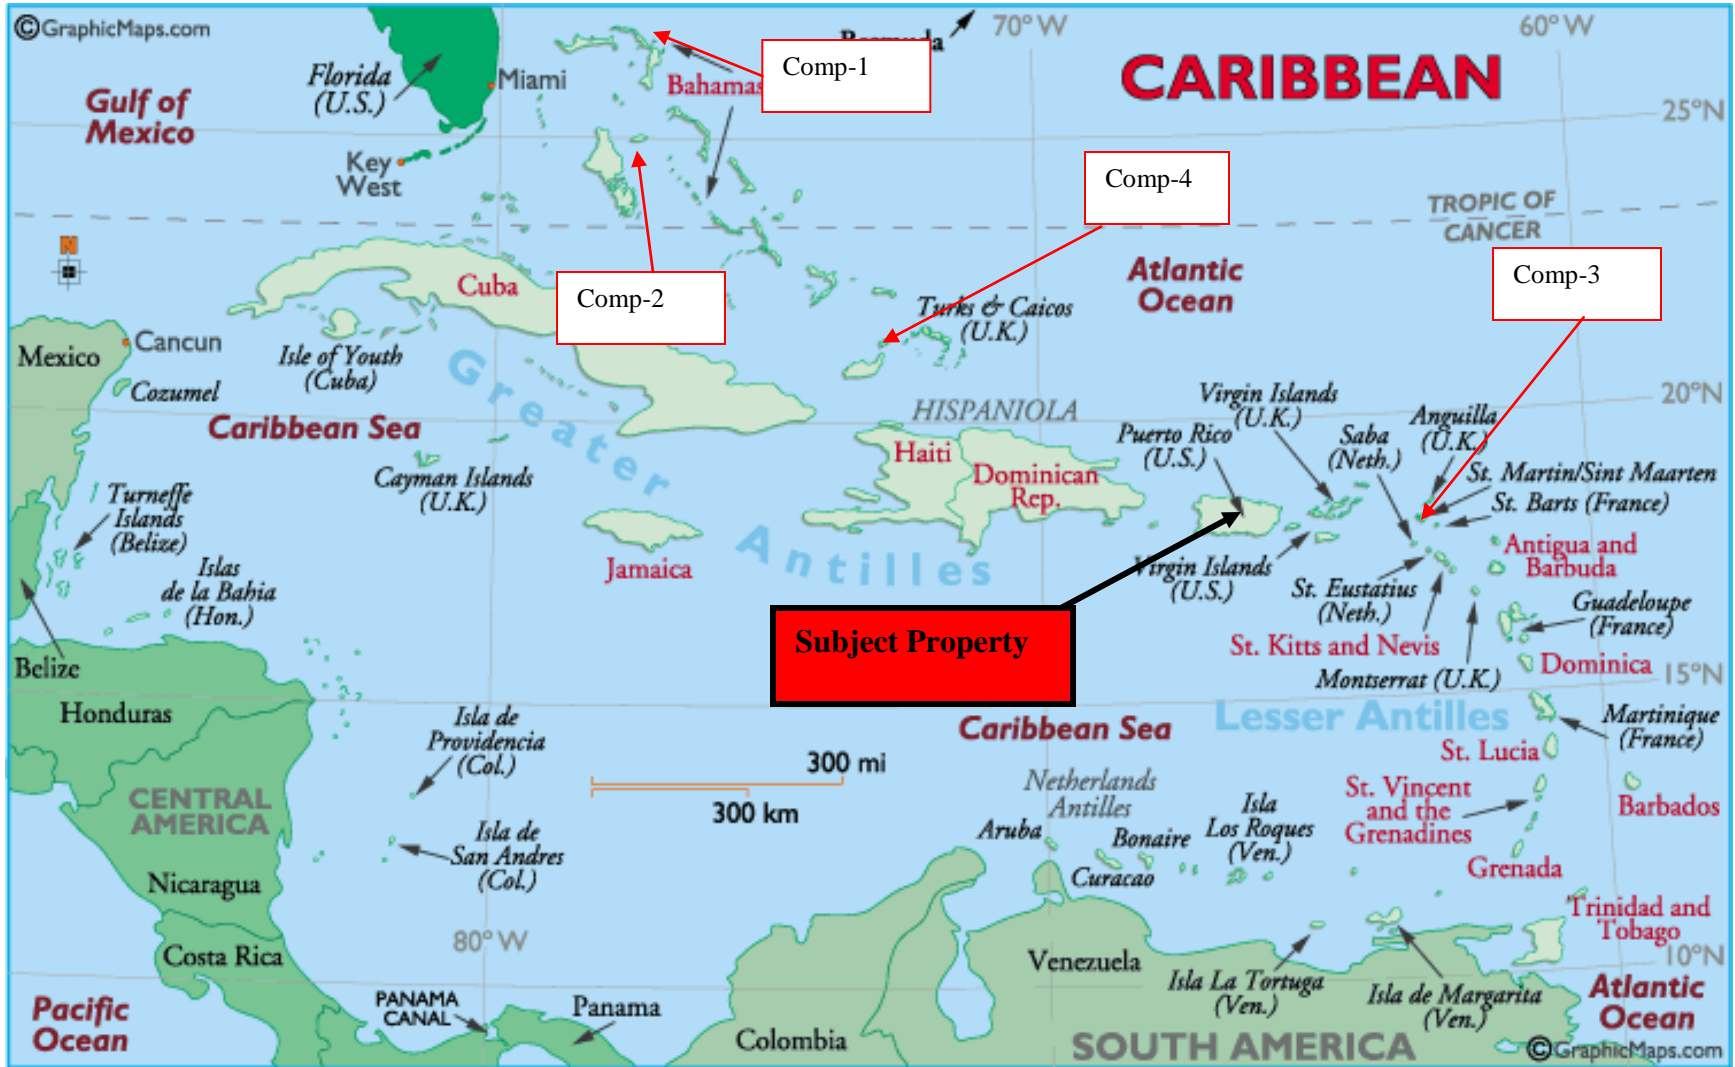 ©GraphicMaps.com
70° W
60° W
Bermuda
Comp-1
CARIBBEAN
Florida
(U.S.)
Miami
Bahamas
Gulf of
Mexico
25°N
Key
West
Comp-4
TROPIC OF
CANCER
N
Cuba
Comp-2
Atlantic
Ocean
Comp-3
Turks & Caicos
(U.K.)
Mexico
Cancun
Isle of Youth
(Cuba)
Cozumel
Greater
Antilles
20°N
HISPANIOLA
Virgin Islands
(U.K.)
Anguilla
(U.K.)
Caribbean Sea
Puerto Rico
(U.S.)
Saba
(Neth.)
Haiti
Dominican
Rep.
Cayman Islands
(U.K.)
St. Martin/Sint Maarten
St. Barts (France)
Turneffe
Islands
(Belize)
Jamaica
Virgin Islands
(U.S.)
Antigua and
Barbuda
Islas
de la Bahia
(Hon.)
St. Eustatius
(Neth.)
Guadeloupe
(France)
Subject Property
St. Kitts and Nevis
Dominica
Belize
Montserrat (U.K.)
15°N
Honduras
Isla de
Providencia
(Col.)
Caribbean Sea
Lesser Antilles
Martinique
(France)
St. Lucia
300 mi
300 km
Netherlands
Antilles
St. Vincent
and the
Grenadines
Barbados
CENTRAL
AMERICA
Isla de
San Andres
(Col.)
Aruba
Bonaire
Curacao
Isla
Los Roques
(Ven.)
Grenada
Nicaragua
Trinidad and
Tobago
80° W
Costa Rica
Venezuela
10°N
Isla La Tortuga
(Ven.)
Isla de Margarita
(Ven.)
Atlantic
Ocean
Pacific
Ocean
PANAMA
CANAL
Panama
Colombia
SOUTH AMERICA
©GraphicMaps.com